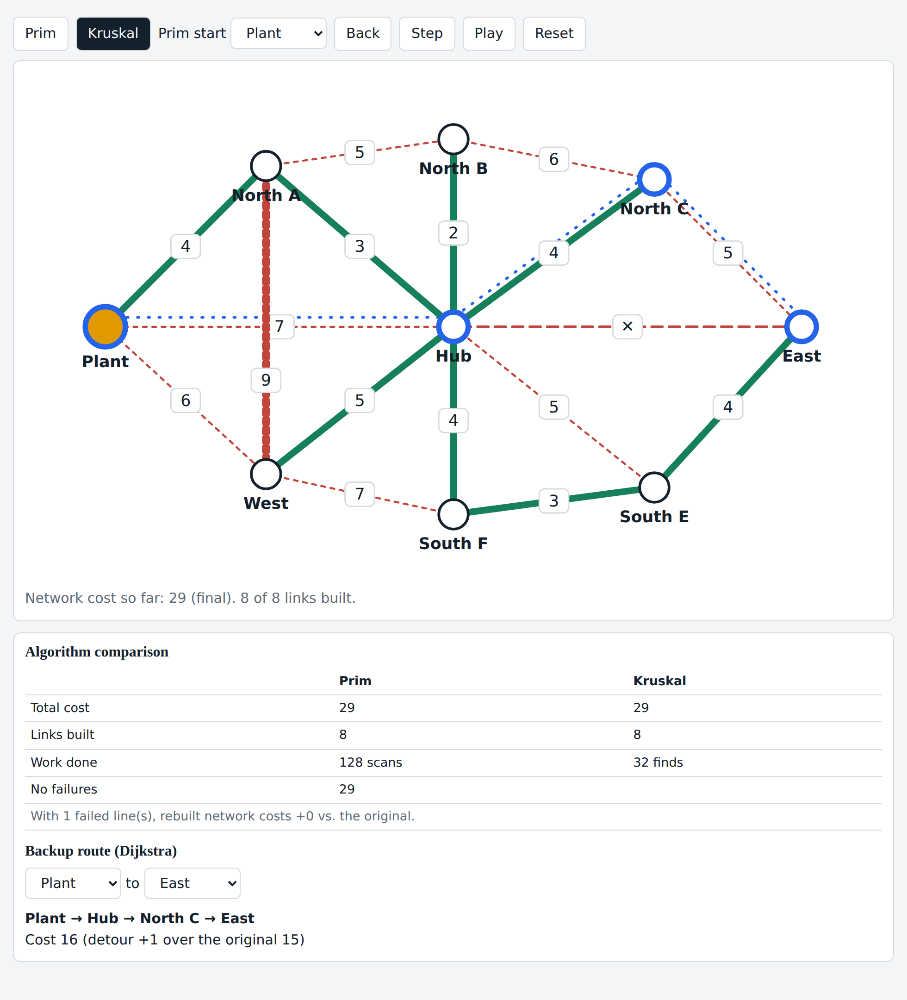 Prim Kruskal Prim start Plant Back Step Play Reset
5
6
North B
North A
North C
2
4
3
4
5
7
✕
Plant
Hub
East
9
6
5
5
4
4
7
3
West
South E
South F
Network cost so far: 29 (final). 8 of 8 links built.
Algorithm comparison
Prim Kruskal
Total cost 29 29
Links built 8 8
Work done 128 scans 32 finds
No failures 29
With 1 failed line(s), rebuilt network costs +0 vs. the original.
Backup route (Dijkstra)
Plant to East
Plant → Hub → North C → East
Cost 16 (detour +1 over the original 15)